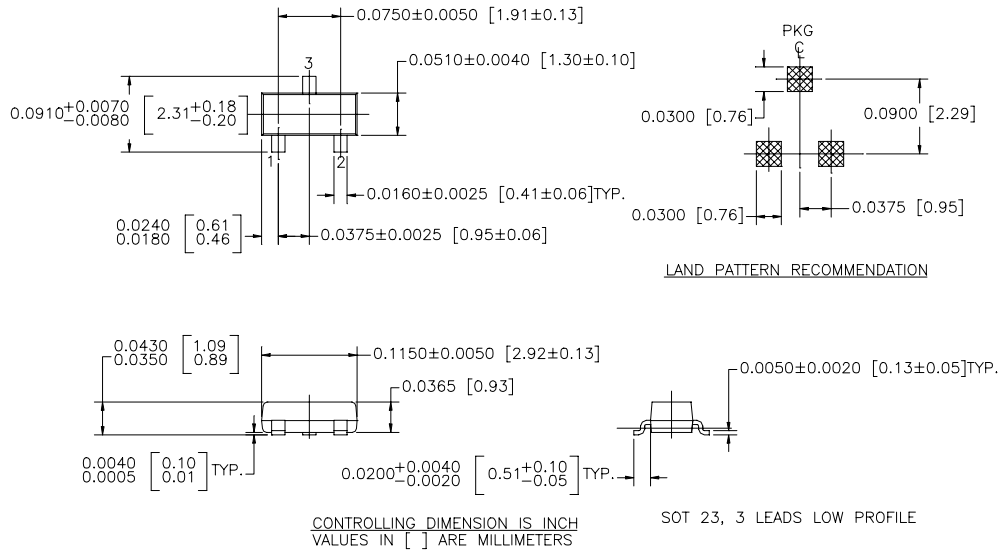 0.0750±0.0050 [1.91±0.13]
3
0.0510±0.0040 [1.30±0.10]
0.0910+0.0070 [2.31+0.18]
-0.0080 -0.20
1
2
0.0160±0.0025 [0.41±0.06]TYP.
0.0240 [0.61]
0.0180 0.46
0.0375±0.0025 [0.95±0.06]
PKG
CL
0.0300 [0.76]
0.0900 [2.29]
0.0300 [0.76]
0.0375 [0.95]
LAND PATTERN RECOMMENDATION
0.0430 [1.09]
0.0350 0.89
0.1150±0.0050 [2.92±0.13]
0.0365 [0.93]
0.0040 [0.10] TYP.
0.0005 0.01
0.0050±0.0020 [0.13±0.05]TYP.
0.0200+0.0040 [0.51+0.10] TYP.
-0.0020 -0.05
CONTROLLING DIMENSION IS INCH
VALUES IN [ ] ARE MILLIMETERS
SOT 23, 3 LEADS LOW PROFILE